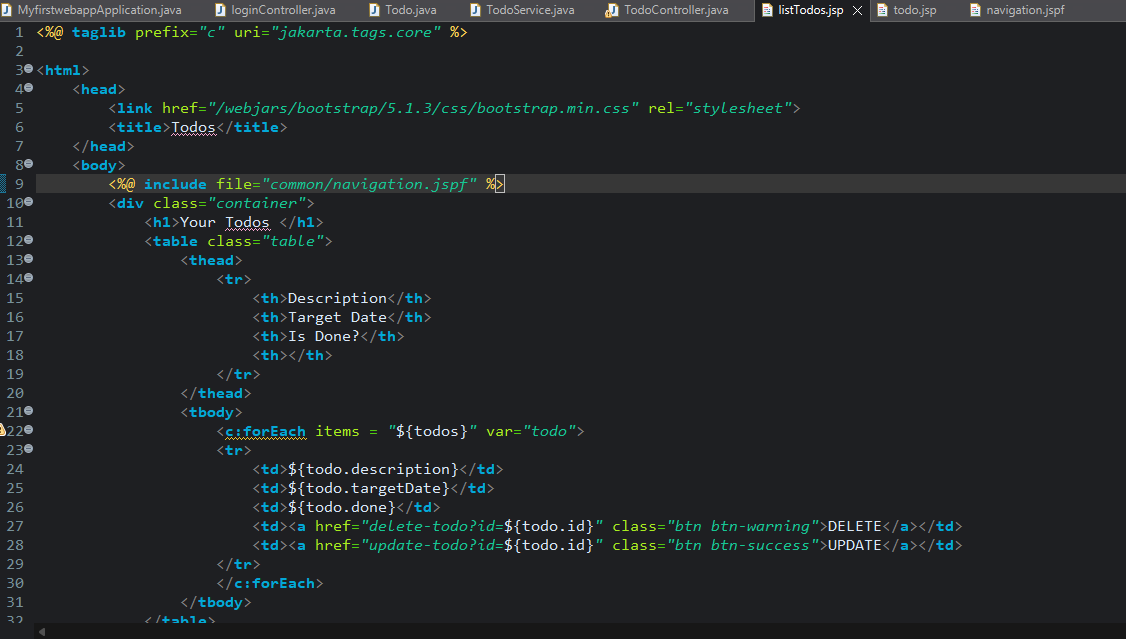 MyfirstwebappApplication.java loginController.java Todo.java TodoService.java TodoController.java listTodos.jsp todo.jsp navigation.jspf
1 <%@ taglib prefix="c" uri="jakarta.tags.core" %>
2
3 <html>
4 <head>
5 <link href="/webjars/bootstrap/5.1.3/css/bootstrap.min.css" rel="stylesheet">
6 <title>Todos</title>
7 </head>
8 <body>
9 <%@ include file="common/navigation.jspf" %>
10 <div class="container">
11 <h1>Your Todos </h1>
12 <table class="table">
13 <thead>
14 <tr>
15 <th>Description</th>
16 <th>Target Date</th>
17 <th>Is Done?</th>
18 <th></th>
19 </tr>
20 </thead>
21 <tbody>
22 <c:forEach items = "${todos}" var="todo">
23 <tr>
24 <td>${todo.description}</td>
25 <td>${todo.targetDate}</td>
26 <td>${todo.done}</td>
27 <td><a href="delete-todo?id=${todo.id}" class="btn btn-warning">DELETE</a></td>
28 <td><a href="update-todo?id=${todo.id}" class="btn btn-success">UPDATE</a></td>
29 </tr>
30 </c:forEach>
31 </tbody>
32 </table>